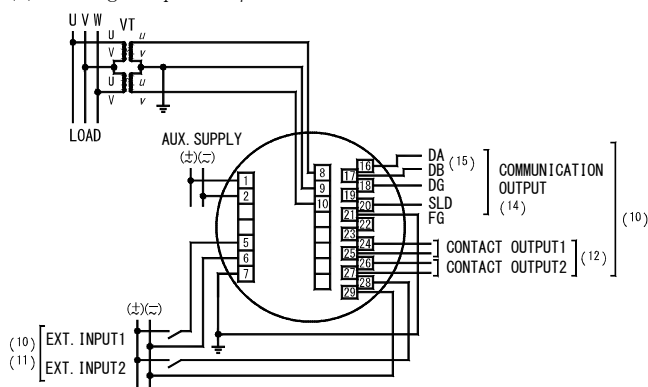 U V W VT
U u
V v
U u
V v
LOAD
AUX. SUPPLY
(±)(∓)
1
2
5
6
7
8
9
10
16
17
18
19
20
21
22
23
24
25
26
27
28
29
DA (15)
DB
DG
SLD
FG
COMMUNICATION
OUTPUT
(14)
(10)
CONTACT OUTPUT1
CONTACT OUTPUT2
(12)
(±)(∓)
(10) EXT. INPUT1
(11) EXT. INPUT2